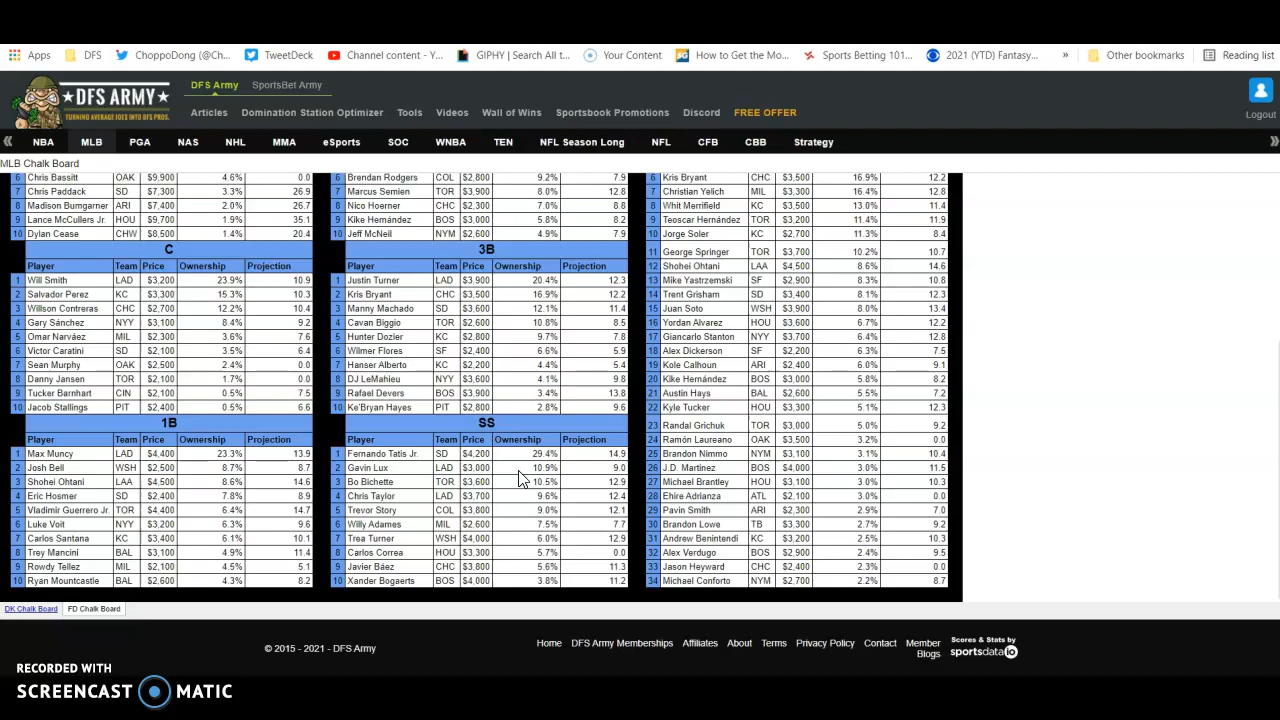 Apps DFS ChoppoDong (@Ch... TweetDeck Channel content - Y... GIPHY | Search All t... Your Content How to Get the Mo... Sports Betting 101... 2021 (YTD) Fantasy... » Other bookmarks Reading list
★DFS ARMY★
TURNING AVERAGE JOES INTO DFS PROS.
DFS Army SportsBet Army
Articles Domination Station Optimizer Tools Videos Wall of Wins Sportsbook Promotions Discord FREE OFFER
Logout
NBA MLB PGA NAS NHL MMA eSports SOC WNBA TEN NFL Season Long NFL CFB CBB Strategy
MLB Chalk Board
6 Chris Bassitt OAK $9,900 4.6% 0.0
7 Chris Paddack SD $7,300 3.3% 26.9
8 Madison Bumgarner ARI $7,400 2.0% 26.7
9 Lance McCullers Jr. HOU $9,700 1.9% 35.1
10 Dylan Cease CHW $8,500 1.4% 20.4
C
Player Team Price Ownership Projection
1 Will Smith LAD $3,200 23.9% 10.9
2 Salvador Perez KC $3,300 15.3% 10.3
3 Willson Contreras CHC $2,700 12.2% 10.4
4 Gary Sánchez NYY $3,100 8.4% 9.2
5 Omar Narváez MIL $2,300 3.6% 7.6
6 Victor Caratini SD $2,100 3.5% 6.4
7 Sean Murphy OAK $2,500 2.4% 0.0
8 Danny Jansen TOR $2,100 1.7% 0.0
9 Tucker Barnhart CIN $2,100 0.5% 7.5
10 Jacob Stallings PIT $2,400 0.5% 6.6
1B
Player Team Price Ownership Projection
1 Max Muncy LAD $4,400 23.3% 13.9
2 Josh Bell WSH $2,600 8.7% 8.7
3 Shohei Ohtani LAA $4,500 8.6% 14.6
4 Eric Hosmer SD $2,400 7.8% 8.9
5 Vladimir Guerrero Jr. TOR $4,400 6.4% 14.7
6 Luke Voit NYY $3,200 6.3% 9.6
7 Carlos Santana KC $3,400 6.1% 10.1
8 Trey Mancini BAL $3,100 4.9% 11.4
9 Rowdy Tellez MIL $2,100 4.5% 5.1
10 Ryan Mountcastle BAL $2,600 4.3% 8.2
6 Brendan Rodgers COL $2,800 9.2% 7.9
7 Marcus Semien TOR $3,900 8.0% 12.8
8 Nico Hoerner CHC $2,300 7.0% 8.8
9 Kike Hernández BOS $3,000 5.8% 8.2
10 Jeff McNeil NYM $2,600 4.9% 7.9
3B
Player Team Price Ownership Projection
1 Justin Turner LAD $3,900 20.4% 12.3
2 Kris Bryant CHC $3,500 16.9% 12.2
3 Manny Machado SD $3,600 12.1% 11.4
4 Cavan Biggio TOR $2,600 10.8% 8.5
5 Hunter Dozier KC $2,800 9.7% 7.8
6 Wilmer Flores SF $2,400 6.6% 5.9
7 Hanser Alberto KC $2,200 4.4% 5.4
8 DJ LeMahieu NYY $3,600 4.1% 9.8
9 Rafael Devers BOS $3,900 3.4% 13.8
10 Ke'Bryan Hayes PIT $2,800 2.8% 9.6
SS
Player Team Price Ownership Projection
1 Fernando Tatis Jr. SD $4,200 29.4% 14.9
2 Gavin Lux LAD $3,000 10.9% 9.0
3 Bo Bichette TOR $3,600 10.5% 12.9
4 Chris Taylor LAD $3,700 9.6% 12.4
5 Trevor Story COL $3,800 9.0% 12.1
6 Willy Adames MIL $2,600 7.5% 7.7
7 Trea Turner WSH $4,000 6.0% 12.9
8 Carlos Correa HOU $3,300 5.7% 0.0
9 Javier Báez CHC $3,800 5.6% 11.3
10 Xander Bogaerts BOS $4,000 3.8% 11.2
6 Kris Bryant CHC $3,500 16.9% 12.2
7 Christian Yelich MIL $3,300 16.4% 12.8
8 Whit Merrifield KC $3,500 13.0% 11.4
9 Teoscar Hernández TOR $3,200 11.4% 11.9
10 Jorge Soler KC $2,700 11.3% 8.4
11 George Springer TOR $3,700 10.2% 10.7
12 Shohei Ohtani LAA $4,500 8.6% 14.6
13 Mike Yastrzemski SF $2,900 8.3% 10.8
14 Trent Grisham SD $3,400 8.1% 12.3
15 Juan Soto WSH $3,900 8.0% 13.4
16 Yordan Alvarez HOU $3,600 6.7% 12.2
17 Giancarlo Stanton NYY $3,700 6.4% 12.8
18 Alex Dickerson SF $2,200 6.3% 7.5
19 Kole Calhoun ARI $2,400 6.0% 9.1
20 Kike Hernández BOS $3,000 5.8% 8.2
21 Austin Hays BAL $2,600 5.5% 7.2
22 Kyle Tucker HOU $3,300 5.1% 12.3
23 Randal Grichuk TOR $3,000 5.0% 9.2
24 Ramón Laureano OAK $3,500 3.2% 0.0
25 Brandon Nimmo NYM $3,100 3.1% 10.4
26 J.D. Martinez BOS $4,000 3.0% 11.5
27 Michael Brantley HOU $3,100 3.0% 10.3
28 Ehire Adrianza ATL $2,100 3.0% 0.0
29 Pavin Smith ARI $2,300 2.9% 7.0
30 Brandon Lowe TB $3,300 2.7% 9.2
31 Andrew Benintendi KC $3,200 2.5% 10.3
32 Alex Verdugo BOS $2,900 2.4% 9.5
33 Jason Heyward CHC $2,400 2.3% 0.0
34 Michael Conforto NYM $2,700 2.2% 8.7
DK Chalk Board FD Chalk Board
© 2015 - 2021 - DFS Army
Home DFS Army Memberships Affiliates About Terms Privacy Policy Contact Member Blogs
Scores & Stats by
sportsdata io
RECORDED WITH
SCREENCAST MATIC